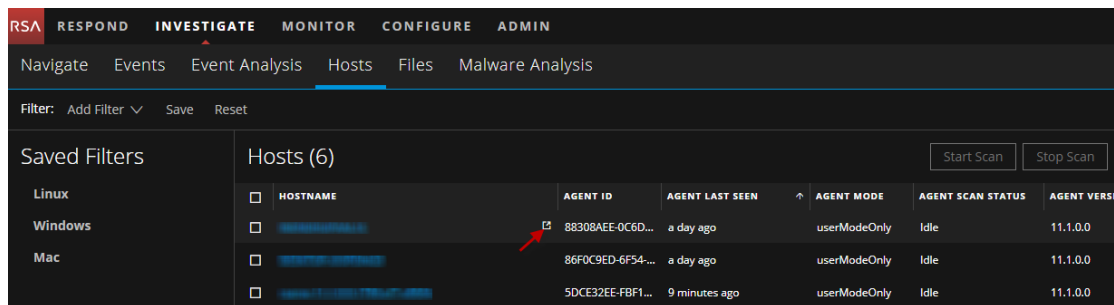 RSA RESPOND INVESTIGATE MONITOR CONFIGURE ADMIN
Navigate Events Event Analysis Hosts Files Malware Analysis
Filter: Add Filter Save Reset
Saved Filters
Hosts (6) Start Scan Stop Scan
Linux
HOSTNAME AGENT ID AGENT LAST SEEN AGENT MODE AGENT SCAN STATUS AGENT VERSI
Windows
88308AEE-0C6D... a day ago userModeOnly Idle 11.1.0.0
Mac
86F0C9ED-6F54-... a day ago userModeOnly Idle 11.1.0.0
5DCE32EE-FBF1... 9 minutes ago userModeOnly Idle 11.1.0.0